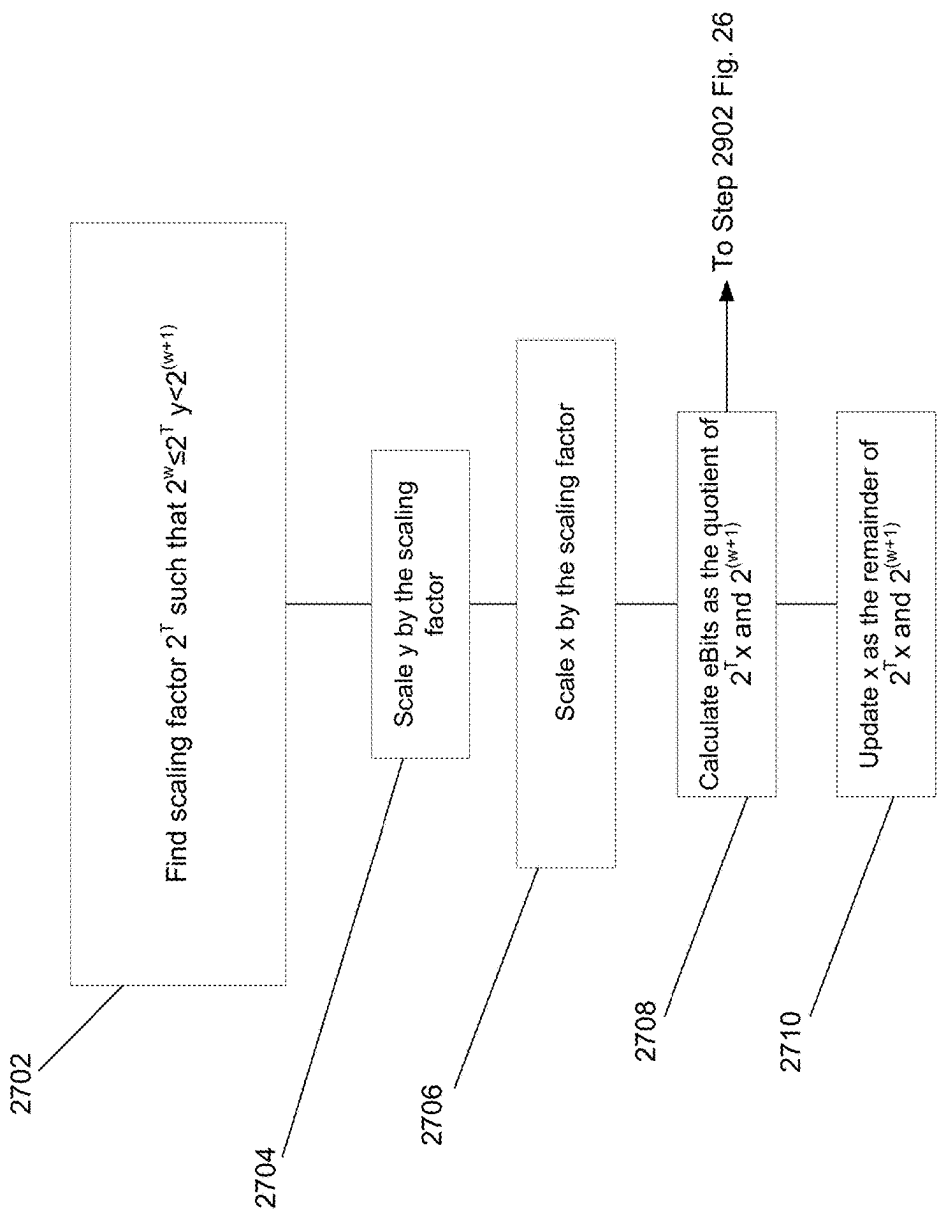 2702
Find scaling factor 2^T such that 2^w≤2^T y<2^(w+1)
2704
Scale y by the scaling
factor
2706
Scale x by the scaling factor
2708
Calculate eBits as the quotient of
2^T x and 2^(w+1)
To Step 2902 Fig. 26
2710
Update x as the remainder of
2^T x and 2^(w+1)